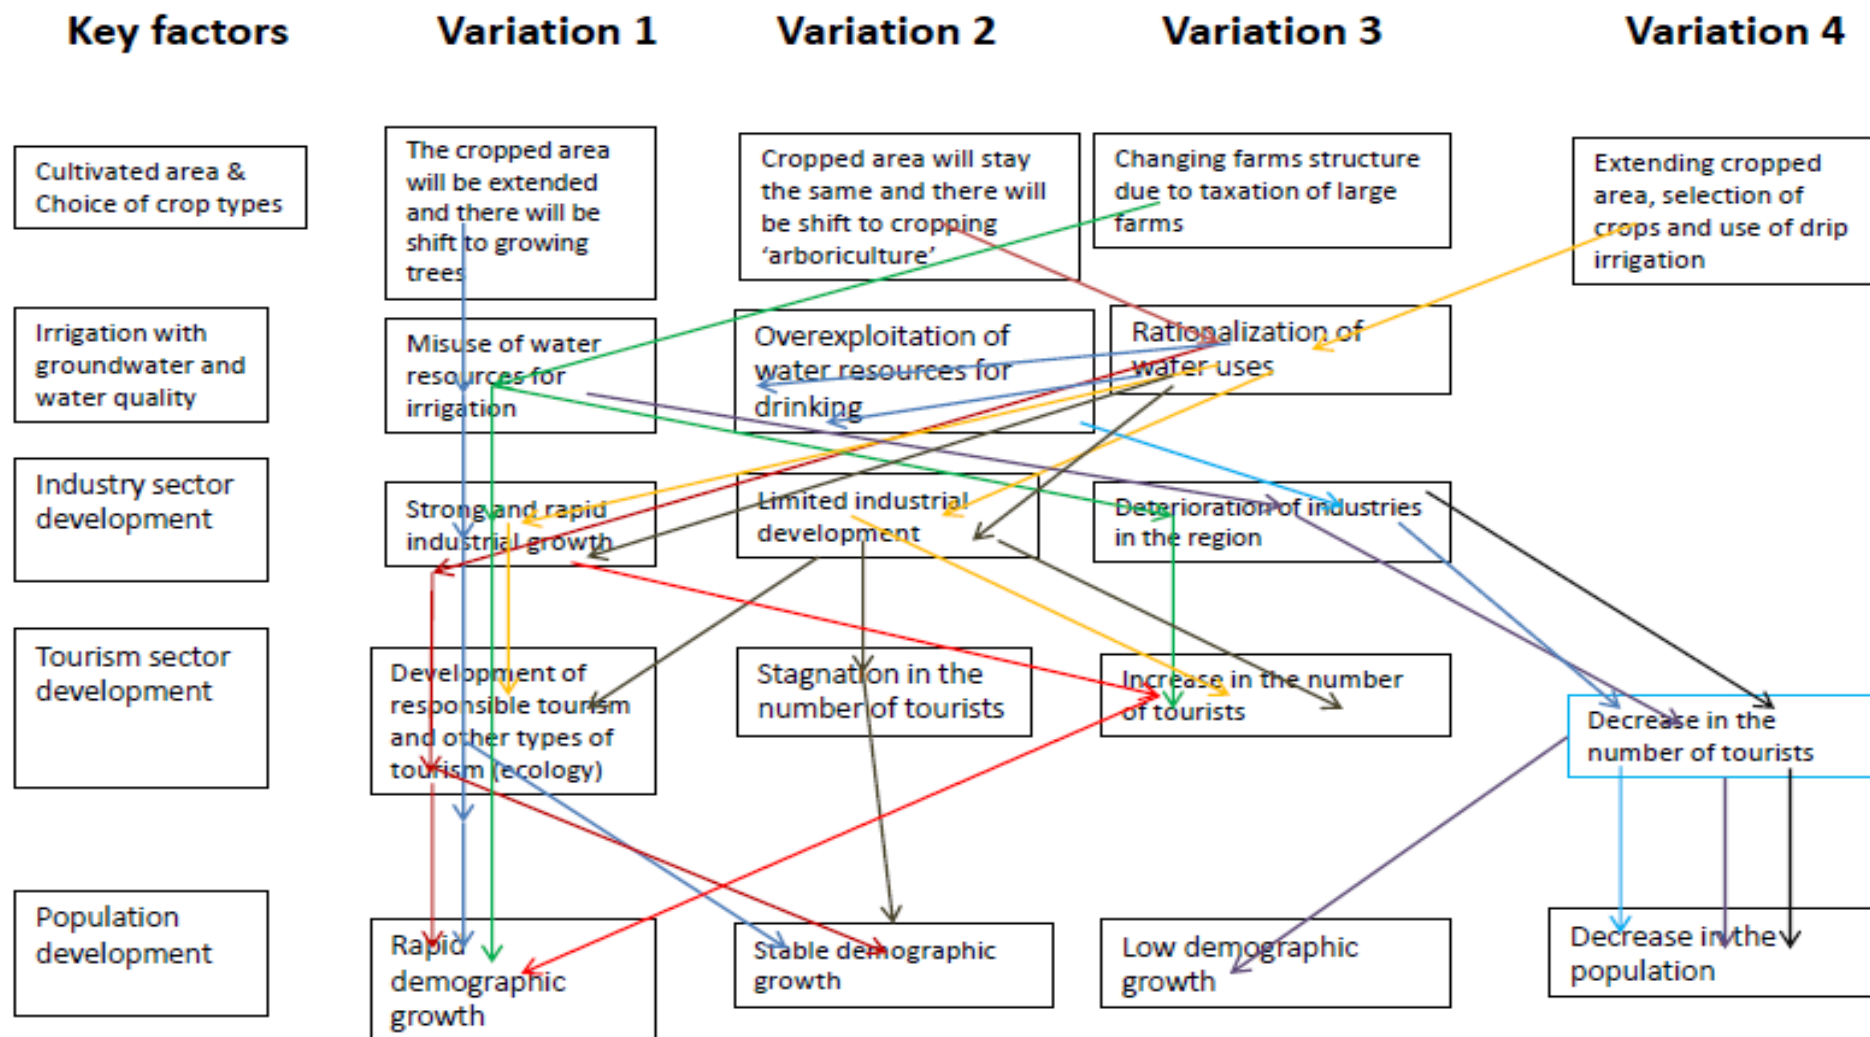 Key factors
Variation 1
Variation 2
Variation 3
Variation 4
Cultivated area &
Choice of crop types
The cropped area
will be extended
and there will be
shift to growing
trees
Cropped area will stay
the same and there will
be shift to cropping
‘arboriculture’
Changing farms structure
due to taxation of large
farms
Extending cropped
area, selection of
crops and use of drip
irrigation
Irrigation with
groundwater and
water quality
Misuse of water
resources for
irrigation
Overexploitation of
water resources for
drinking
Rationalization of
water uses
Industry sector
development
Strong and rapid
industrial growth
Limited industrial
development
Deterioration of industries
in the region
Tourism sector
development
Development of
responsible tourism
and other types of
tourism (ecology)
Stagnation in the
number of tourists
Increase in the number
of tourists
Decrease in the
number of tourists
Population
development
Rapid
demographic
growth
Stable demographic
growth
Low demographic
growth
Decrease in the
population